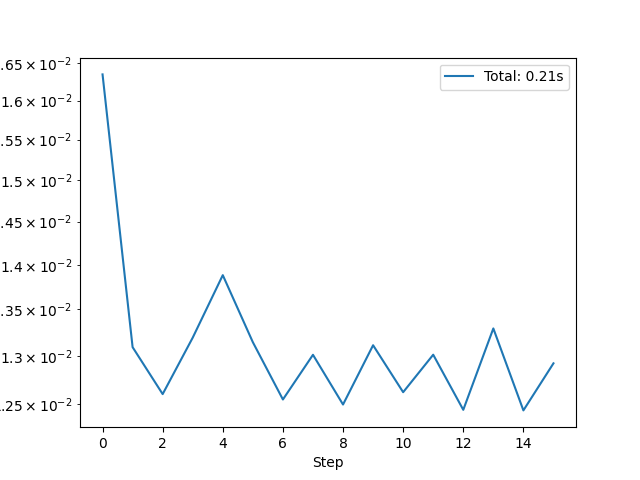 Total: 0.21s
.65 × 10⁻²
1.6 × 10⁻²
.55 × 10⁻²
1.5 × 10⁻²
.45 × 10⁻²
1.4 × 10⁻²
.35 × 10⁻²
1.3 × 10⁻²
.25 × 10⁻²
0 2 4 6 8 10 12 14
Step